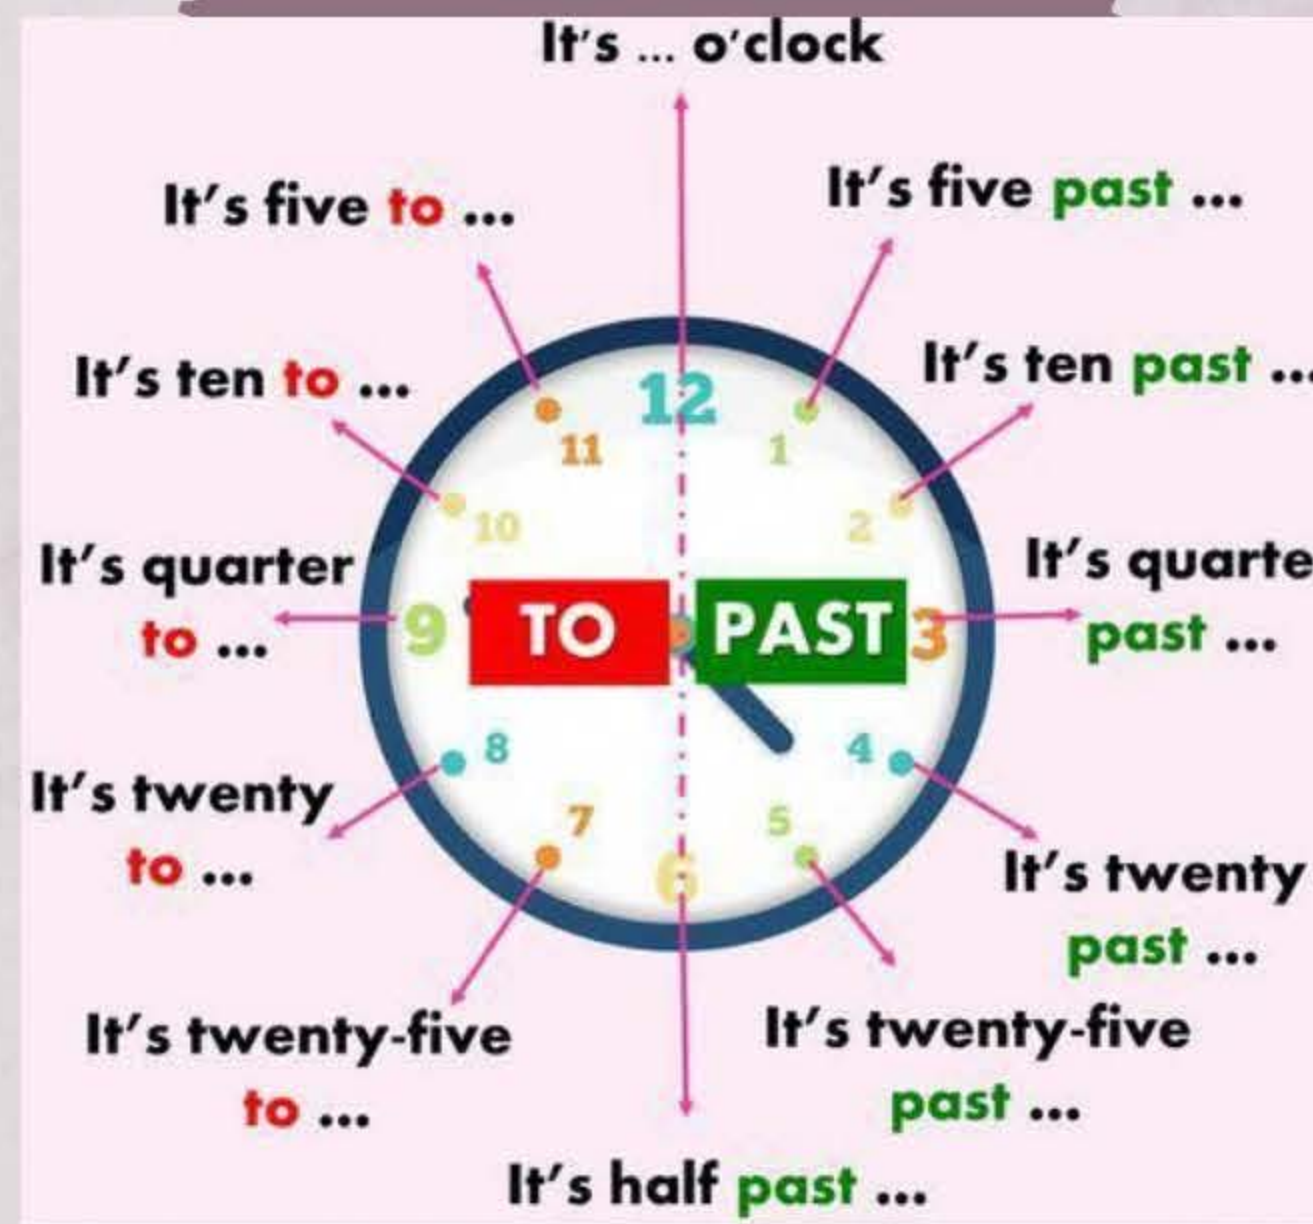 It's ... o'clock
It's five to ...
It's five past ...
It's ten to ...
It's ten past ...
It's quarter
to ...
It's quarte
past ...
11
12
1
10
2
9
TO
PAST
3
8
4
7
5
6
It's twenty
to ...
It's twenty
past ...
It's twenty-five
to ...
It's twenty-five
past ...
It's half past ...